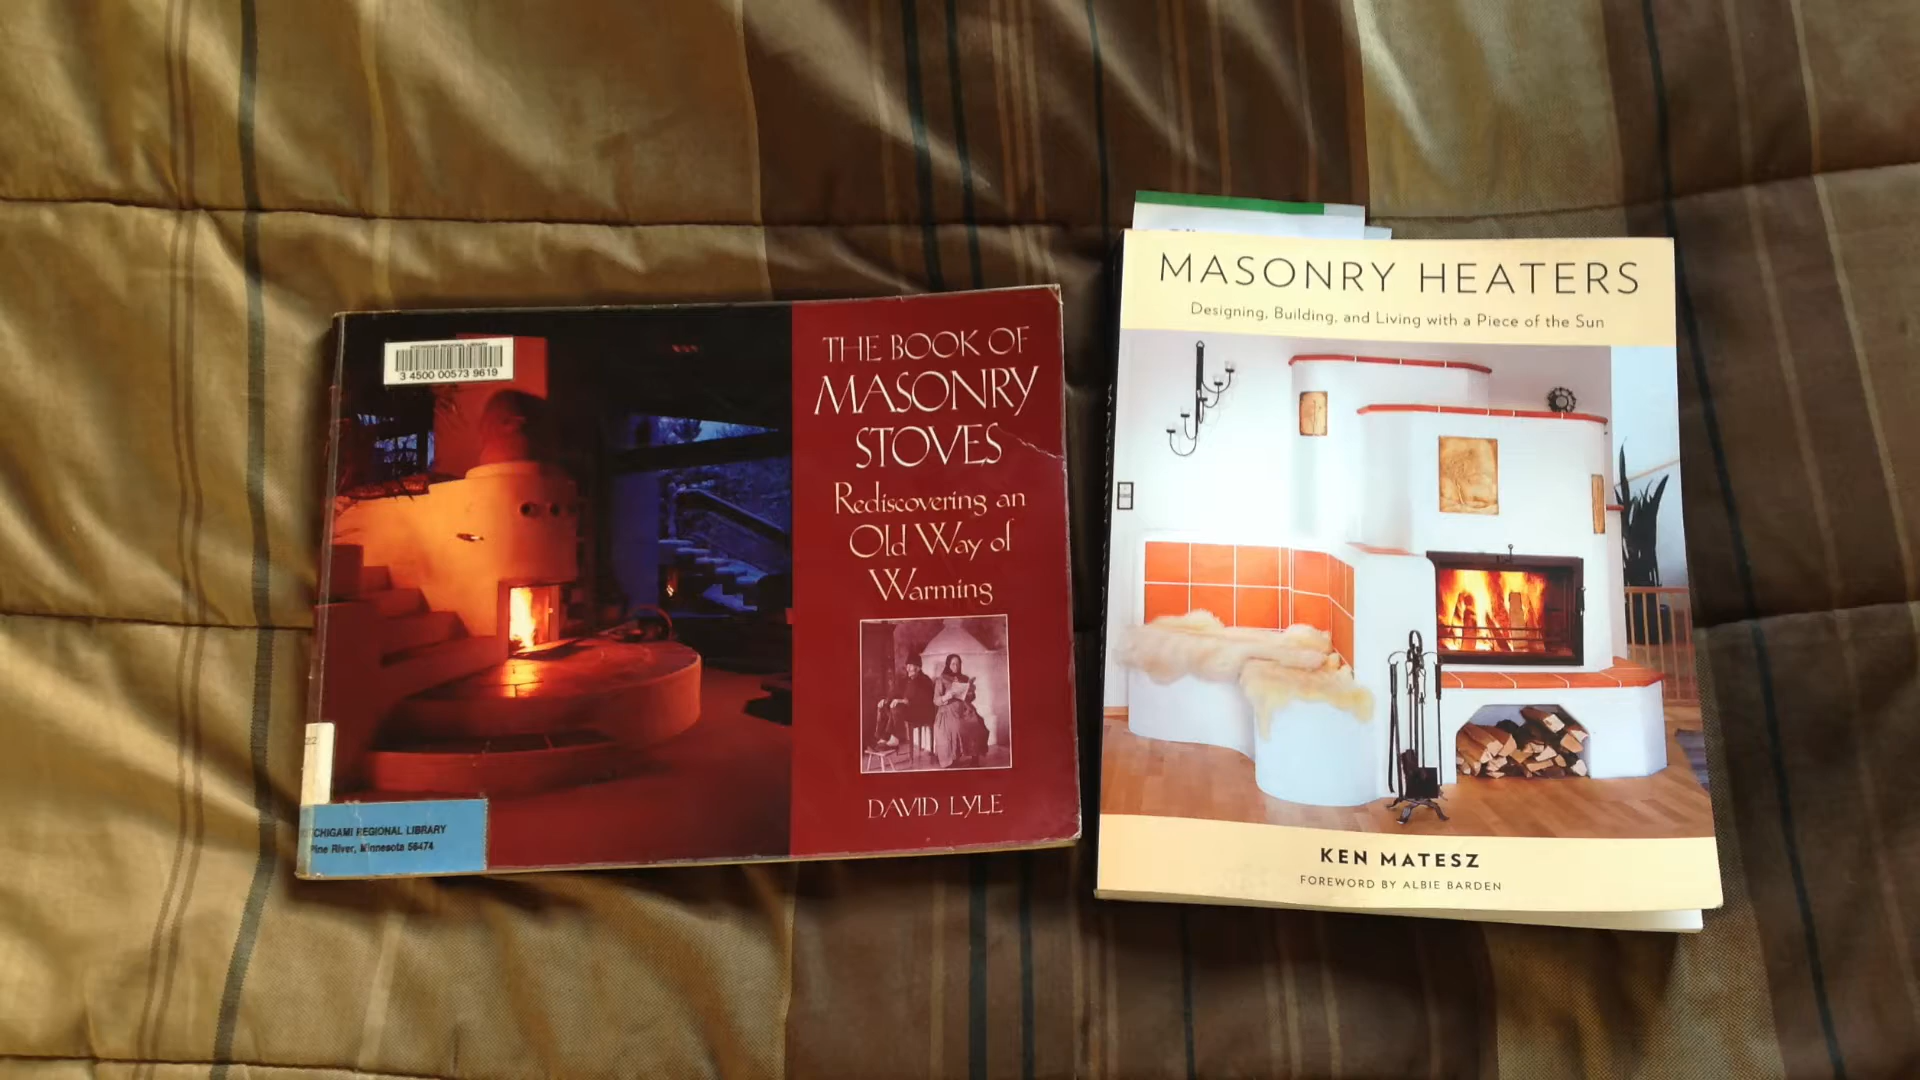 3 4500 00573 9619
THE BOOK OF
MASONRY
STOVES
Rediscovering an
Old Way of
Warming
DAVID LYLE
CHIGAMI REGIONAL LIBRARY
Pine River, Minnesota 56474
MASONRY HEATERS
Designing, Building, and Living with a Piece of the Sun
KEN MATESZ
FOREWORD BY ALBIE BARDEN